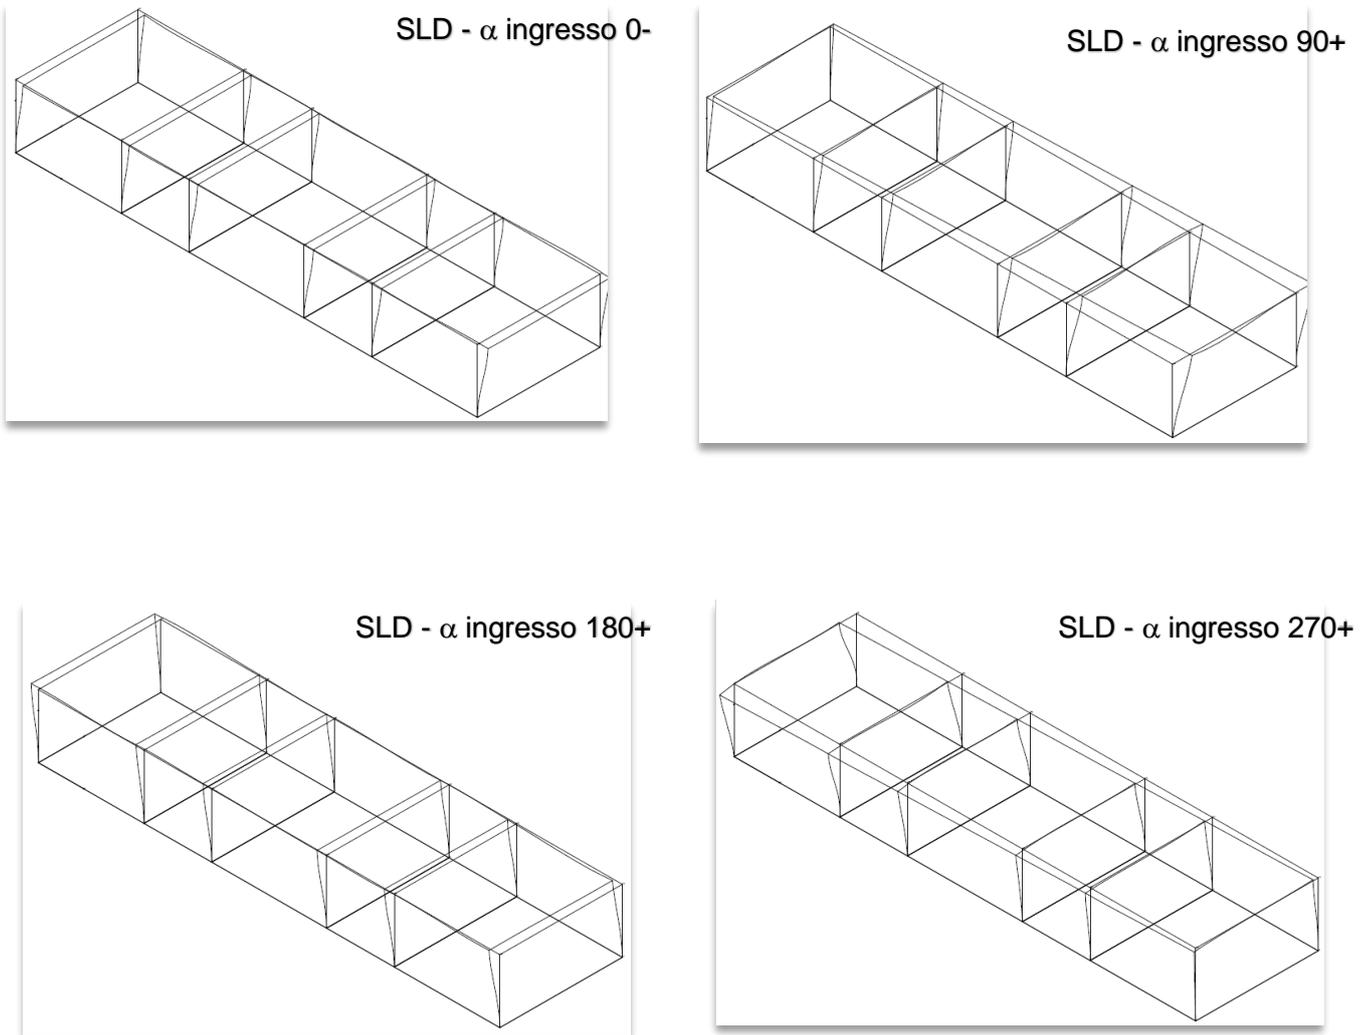 SLD - α ingresso 0-
SLD - α ingresso 90+
SLD - α ingresso 180+
SLD - α ingresso 270+